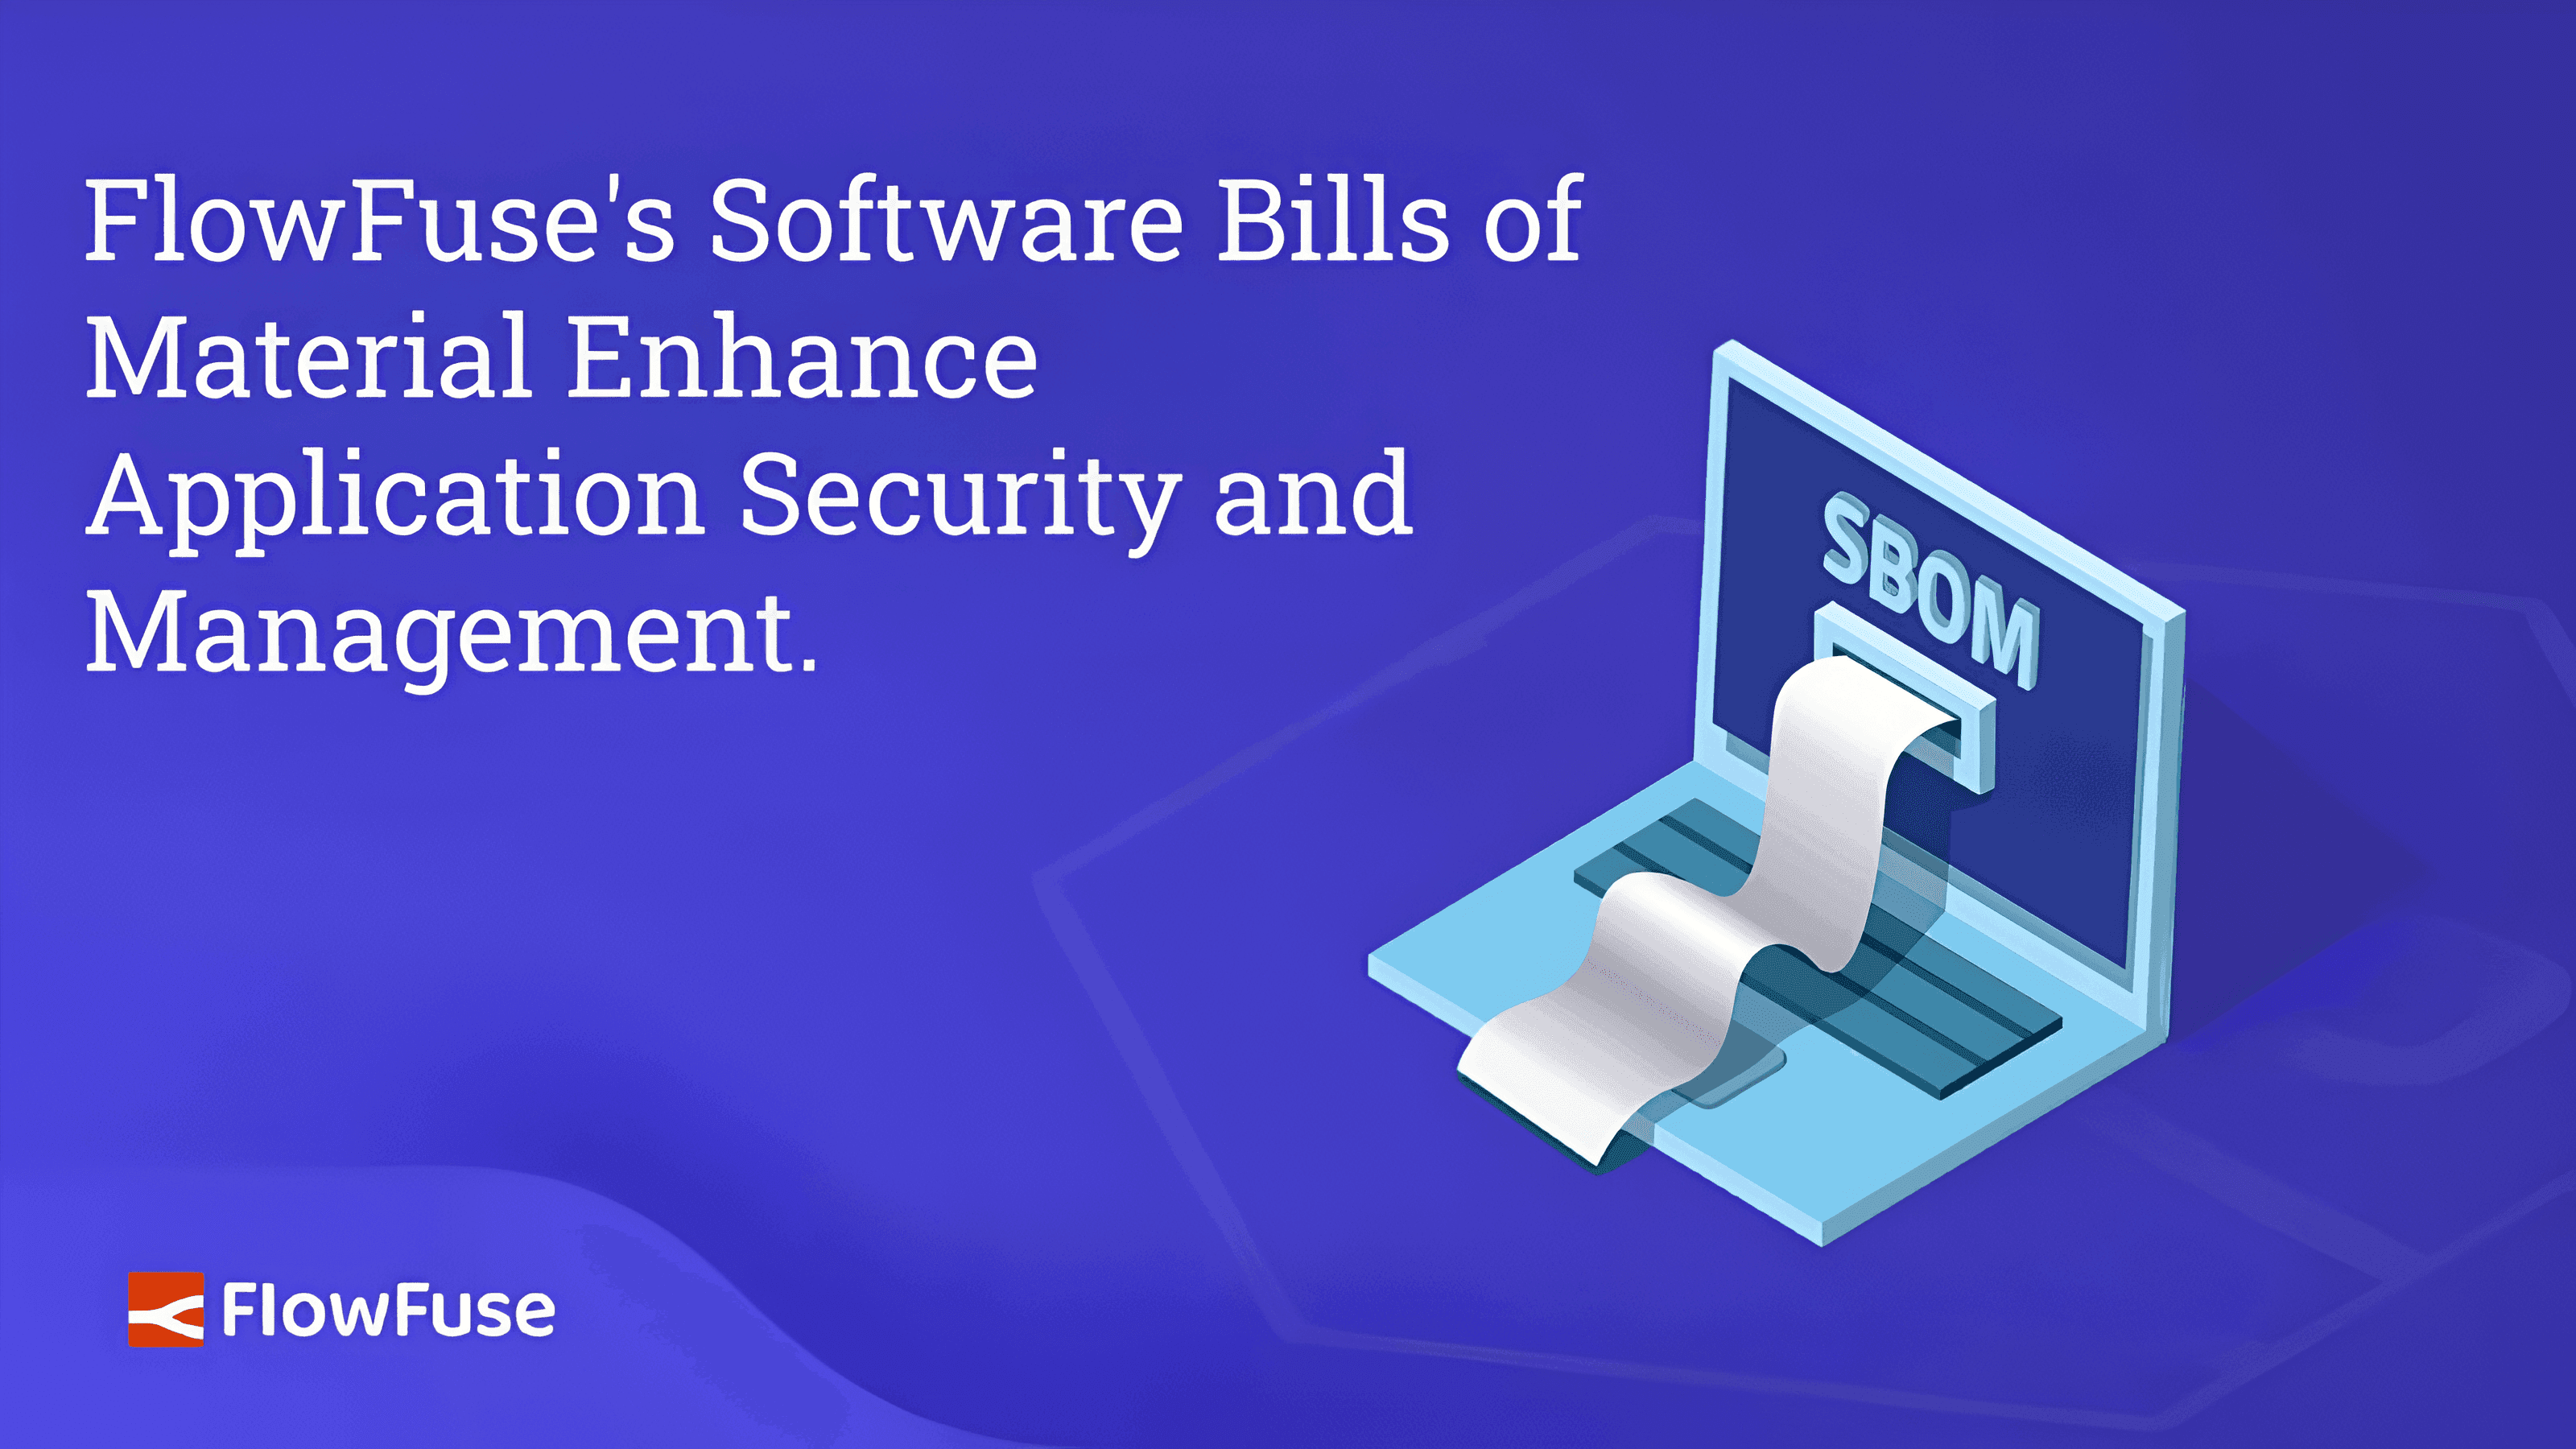 FlowFuse's Software Bills of
Material Enhance
Application Security and
Management.
SBOM
FlowFuse